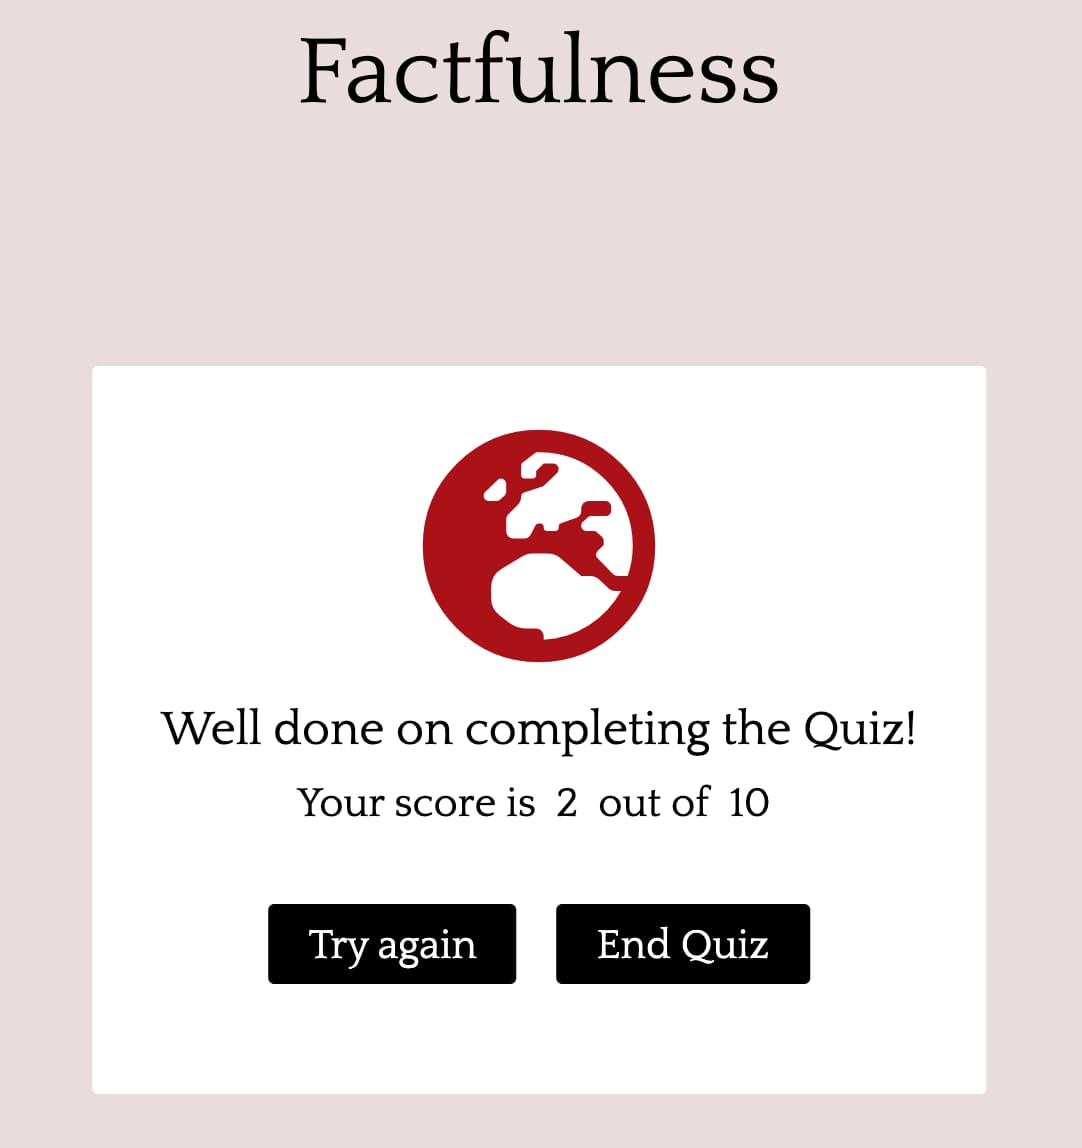 Factfulness
Well done on completing the Quiz!
Your score is 2 out of 10
Try again
End Quiz